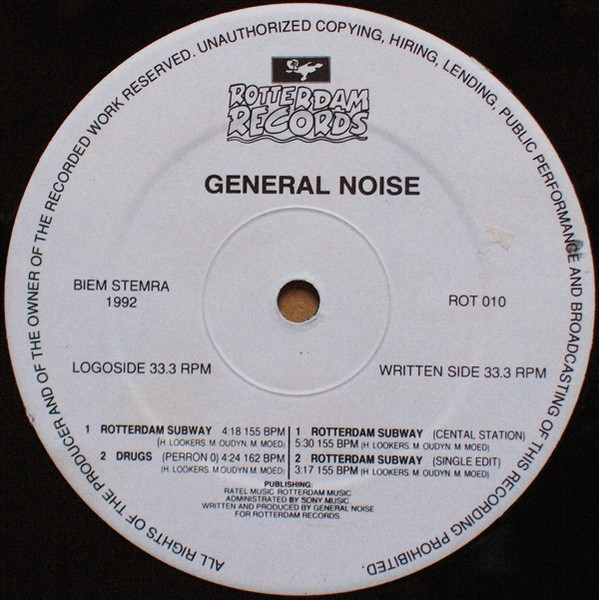 ALL RIGHTS OF THE PRODUCER AND OF THE OWNER OF THE RECORDED WORK RESERVED. UNAUTHORIZED COPYING, HIRING, LENDING, PUBLIC PERFORMANCE AND BROADCASTING OF THIS RECORDING PROHIBITED.
ROTTERDAM
RECORDS
GENERAL NOISE
BIEM STEMRA
1992
ROT 010
LOGOSIDE 33.3 RPM
WRITTEN SIDE 33.3 RPM
1 ROTTERDAM SUBWAY 4:18 155 BPM
(H. LOOKERS. M. OUDYN. M. MOED)
2 DRUGS (PERRON 0) 4:24 162 BPM
(H. LOOKERS. M OUDYN. M. MOED)
1 ROTTERDAM SUBWAY (CENTAL STATION)
5:30 155 BPM (H. LOOKERS. M. OUDYN. M. MOED)
2 ROTTERDAM SUBWAY (SINGLE EDIT)
3:17 155 BPM (H. LOOKERS. M. OUDYN. M. MOED)
PUBLISHING:
RATEL MUSIC ROTTERDAM MUSIC
ADMINISTRATED BY SONY MUSIC
WRITTEN AND PRODUCED BY GENERAL NOISE
FOR ROTTERDAM RECORDS